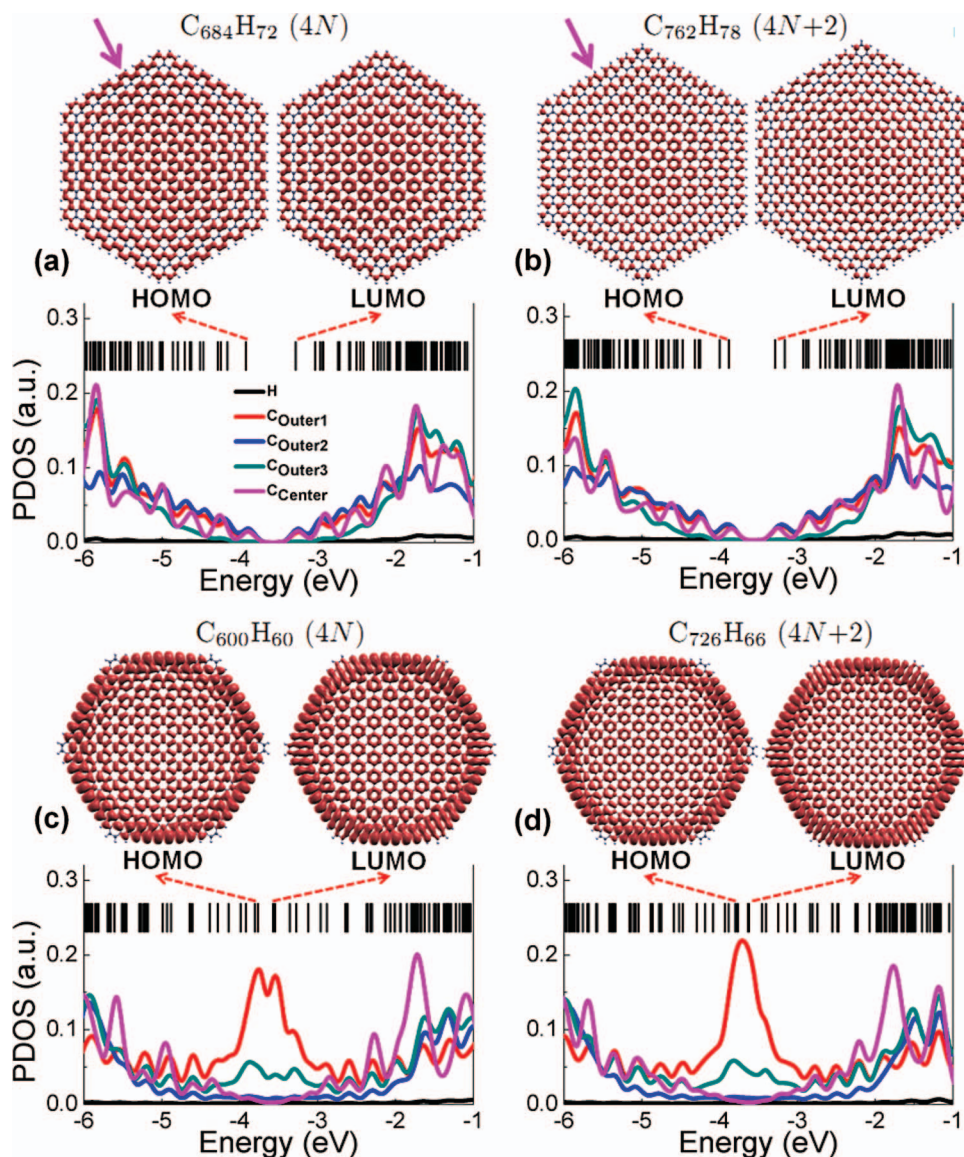 C684H72 (4N)
C762H78 (4N+2)
(a)
HOMO
LUMO
(b)
HOMO
LUMO
PDOS (a.u.)
0.3
0.2
0.1
0.0
H
COuter1
COuter2
COuter3
CCenter
-6 -5 -4 -3 -2 -1
Energy (eV)
0.3
0.2
0.1
0.0
-6 -5 -4 -3 -2 -1
Energy (eV)
C600H60 (4N)
C726H66 (4N+2)
(c)
HOMO
LUMO
(d)
HOMO
LUMO
PDOS (a.u.)
0.3
0.2
0.1
0.0
-6 -5 -4 -3 -2 -1
Energy (eV)
0.3
0.2
0.1
0.0
-6 -5 -4 -3 -2 -1
Energy (eV)